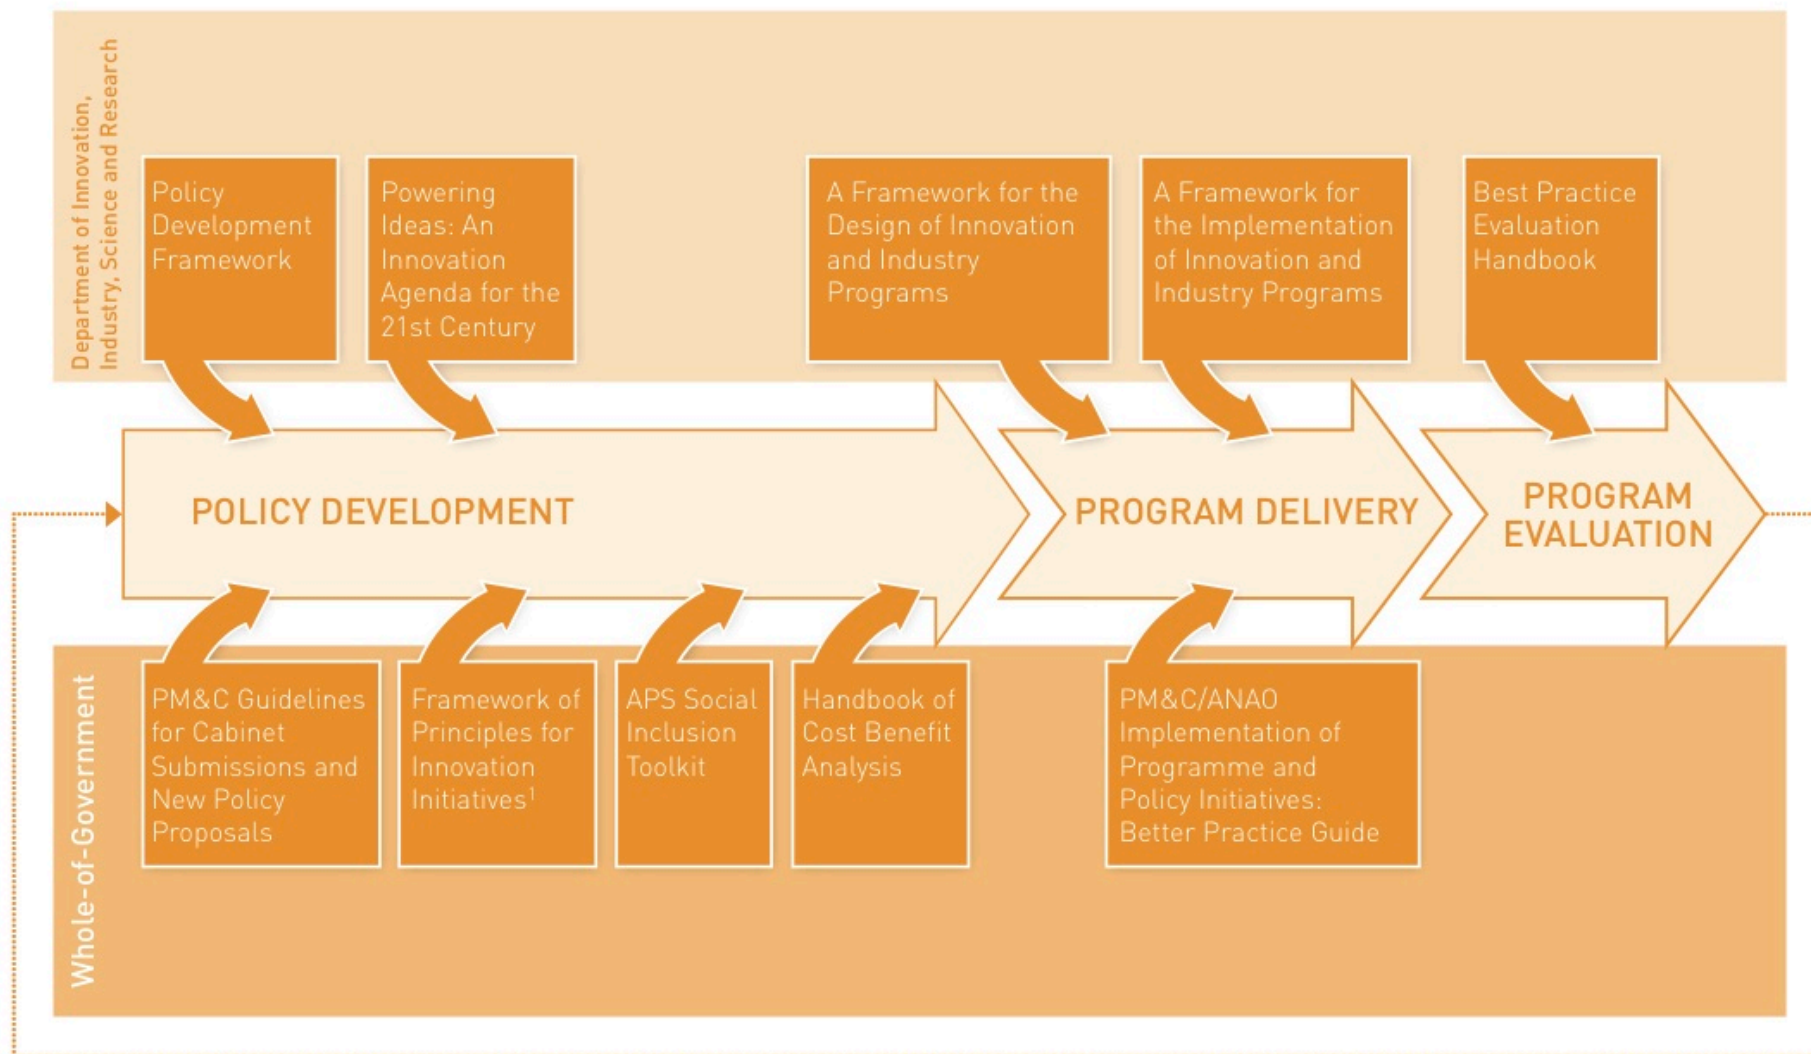 Department of Innovation,
Industry, Science and Research
Policy
Development
Framework
Powering
Ideas: An
Innovation
Agenda for the
21st Century
A Framework for the
Design of Innovation
and Industry
Programs
A Framework for
the Implementation
of Innovation and
Industry Programs
Best Practice
Evaluation
Handbook
POLICY DEVELOPMENT
PROGRAM DELIVERY
PROGRAM
EVALUATION
Whole-of-Government
PM&C Guidelines
for Cabinet
Submissions and
New Policy
Proposals
Framework of
Principles for
Innovation
Initiatives¹
APS Social
Inclusion
Toolkit
Handbook of
Cost Benefit
Analysis
PM&C/ANAO
Implementation of
Programme and
Policy Initiatives:
Better Practice Guide